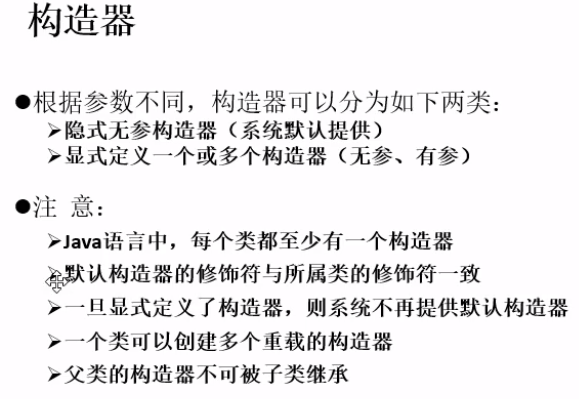 构造器
●根据参数不同，构造器可以分为如下两类：
➢隐式无参构造器（系统默认提供）
➢显式定义一个或多个构造器（无参、有参）
●注 意：
➢Java语言中，每个类都至少有一个构造器
➢默认构造器的修饰符与所属类的修饰符一致
➢一旦显式定义了构造器，则系统不再提供默认构造器
➢一个类可以创建多个重载的构造器
➢父类的构造器不可被子类继承